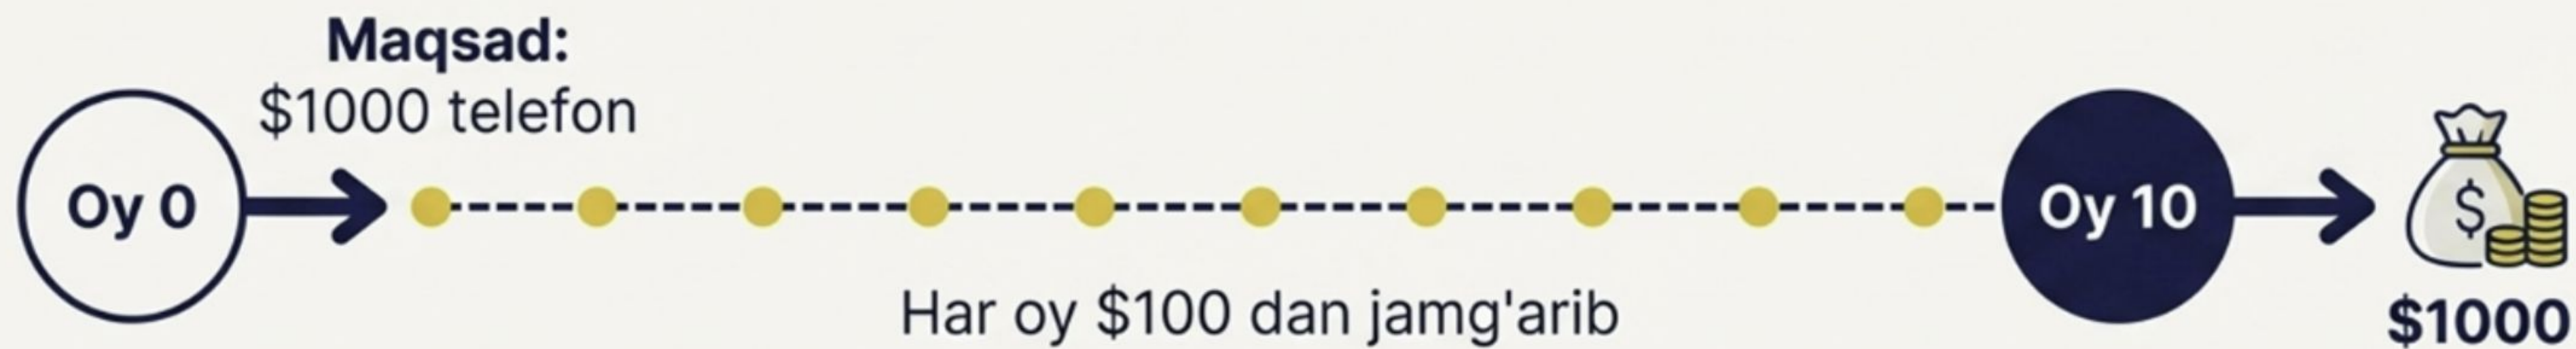 Maqsad:
$1000 telefon
Oy 0
Oy 10
$
Har oy $100 dan jamg'arib
$1000